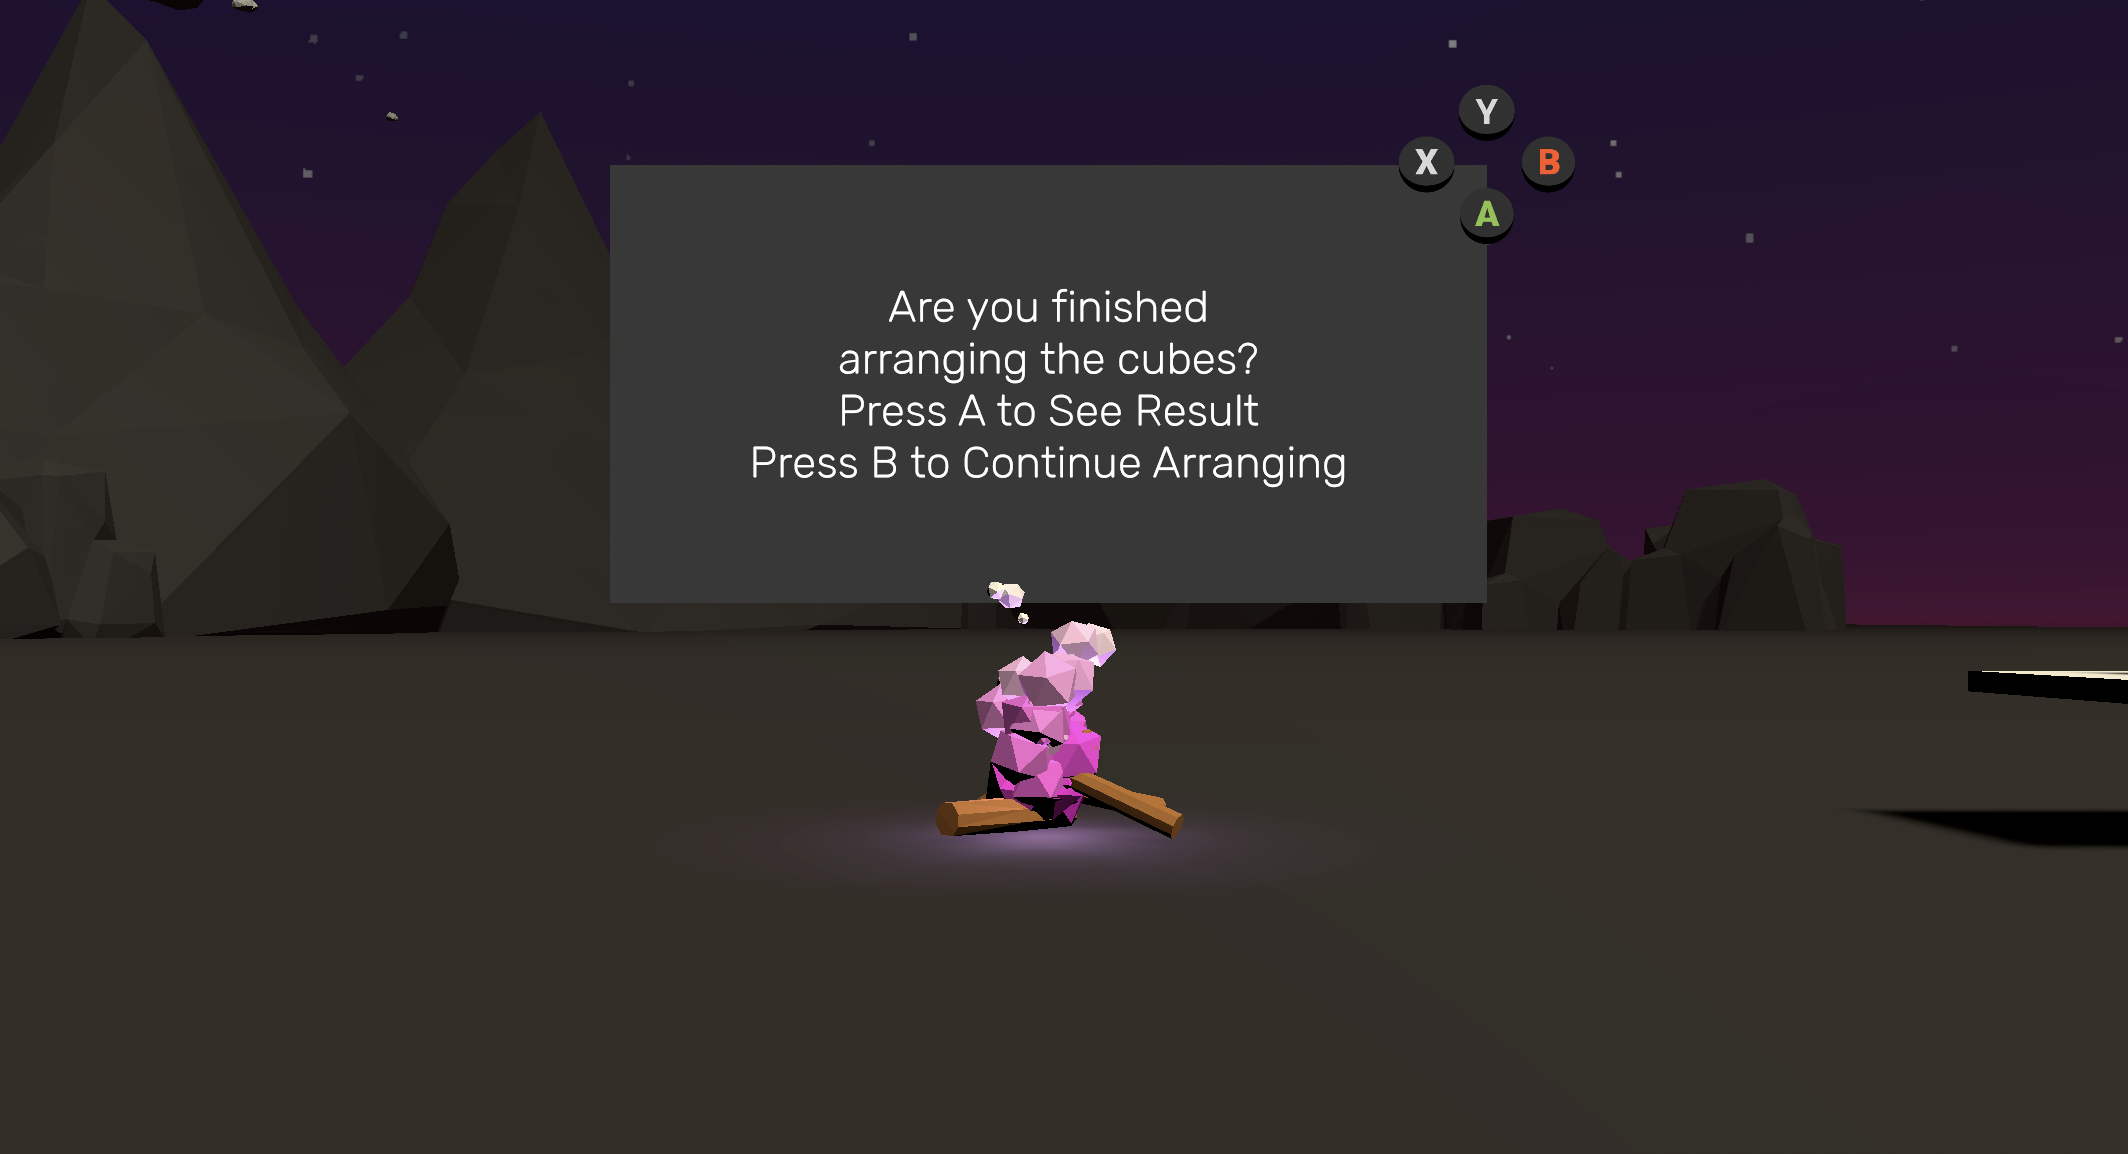 Y
X B
A
Are you finished
arranging the cubes?
Press A to See Result
Press B to Continue Arranging